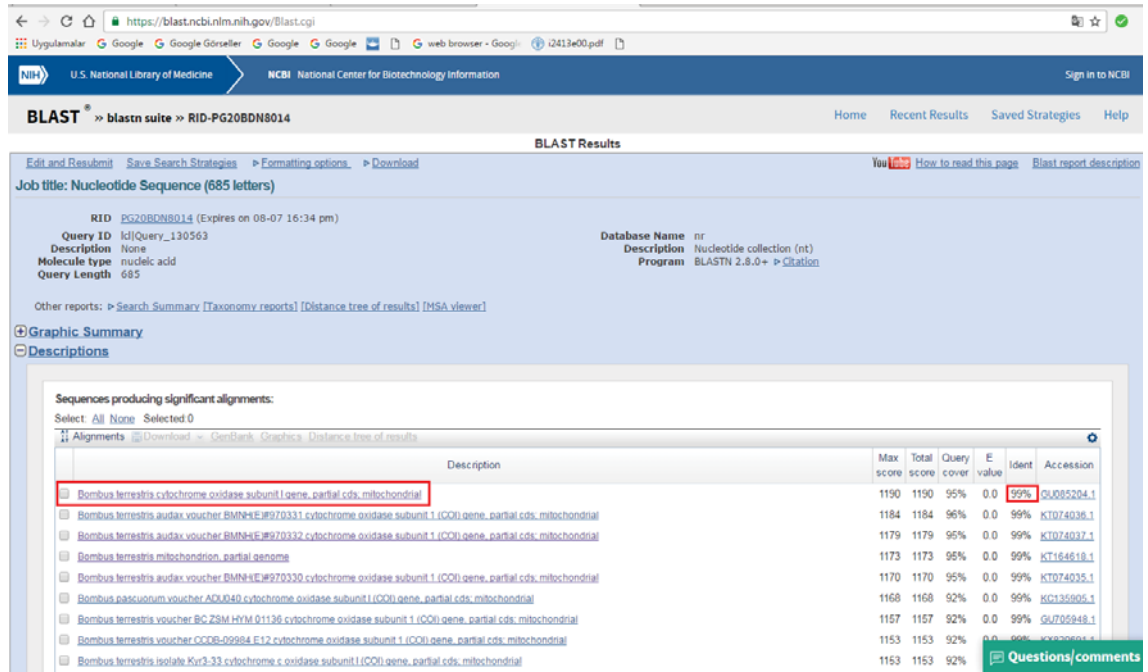 https://blast.ncbi.nlm.nih.gov/Blast.cgi
Uygulamalar Google Google Görseller Google Google web browser - Googl i2413e00.pdf
NIH U.S. National Library of Medicine NCBI National Center for Biotechnology Information Sign in to NCBI
BLAST ® » blastn suite » RID-PG20BDN8014 Home Recent Results Saved Strategies Help
BLAST Results
Edit and Resubmit Save Search Strategies Formatting options Download YouTube How to read this page Blast report description
Job title: Nucleotide Sequence (685 letters)
RID PG20BDN8014 (Expires on 08-07 16:34 pm)
Query ID lcl|Query_130563 Database Name nr
Description None Description Nucleotide collection (nt)
Molecule type nucleic acid Program BLASTN 2.8.0+ Citation
Query Length 685
Other reports: Search Summary [Taxonomy reports] [Distance tree of results] [MSA viewer]
Graphic Summary
Descriptions
Sequences producing significant alignments:
Select: All None Selected:0
Alignments Download GenBank Graphics Distance tree of results
Description Max score Total score Query cover E value Ident Accession
Bombus terrestris cytochrome oxidase subunit I gene, partial cds; mitochondrial 1190 1190 95% 0.0 99% GU085204.1
Bombus terrestris audax voucher BMNH(E)#970331 cytochrome oxidase subunit 1 (COI) gene, partial cds; mitochondrial 1184 1184 96% 0.0 99% KT074036.1
Bombus terrestris audax voucher BMNH(E)#970332 cytochrome oxidase subunit 1 (COI) gene, partial cds; mitochondrial 1179 1179 95% 0.0 99% KT074037.1
Bombus terrestris mitochondrion, partial genome 1173 1173 95% 0.0 99% KT164618.1
Bombus terrestris audax voucher BMNH(E)#970330 cytochrome oxidase subunit 1 (COI) gene, partial cds; mitochondrial 1170 1170 95% 0.0 99% KT074035.1
Bombus pascuorum voucher ADU040 cytochrome oxidase subunit I (COI) gene, partial cds; mitochondrial 1168 1168 92% 0.0 99% KC135905.1
Bombus terrestris voucher BC ZSM HYM 01136 cytochrome oxidase subunit 1 (COI) gene, partial cds; mitochondrial 1157 1157 92% 0.0 99% GU705948.1
Bombus terrestris voucher CCDB-09984 E12 cytochrome oxidase subunit 1 (COI) gene, partial cds; mitochondrial 1153 1153 92% 0.0 99%
Bombus terrestris isolate Kyr3-33 cytochrome c oxidase subunit I (COI) gene, partial cds; mitochondrial 1153 1153 92%
Questions/comments